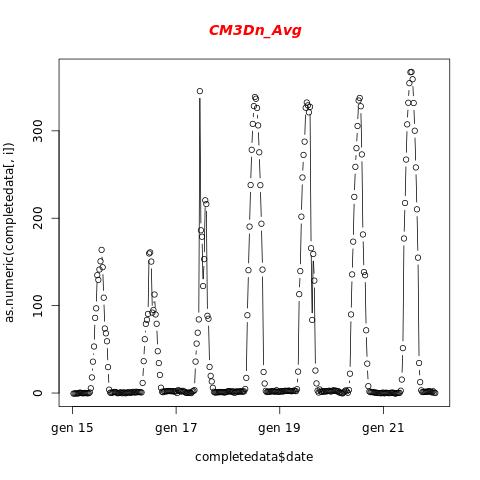 CM3Dn_Avg
as.numeric(completedata[, i])
300
200
100
0
gen 15
gen 17
gen 19
gen 21
completedata$date